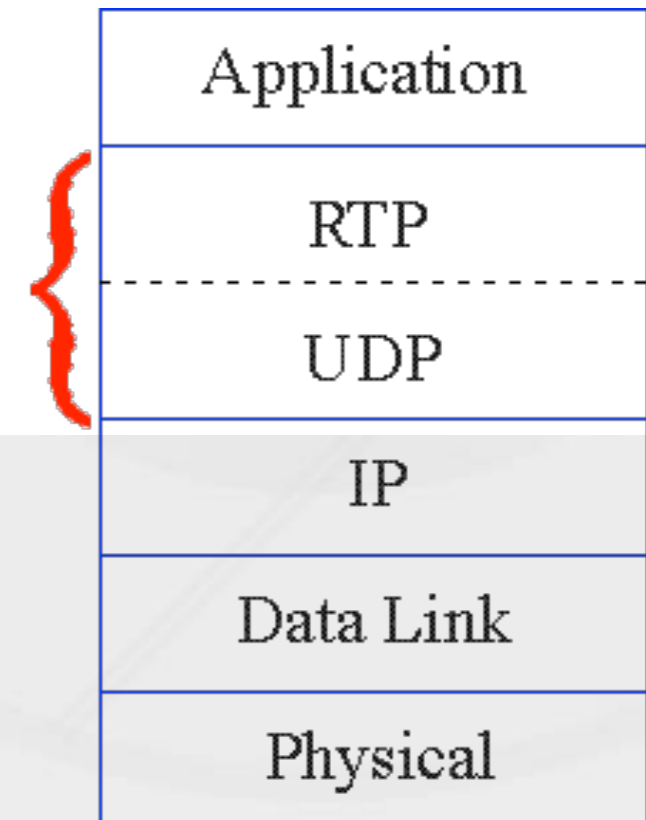 Application
RTP
UDP
IP
Data Link
Physical